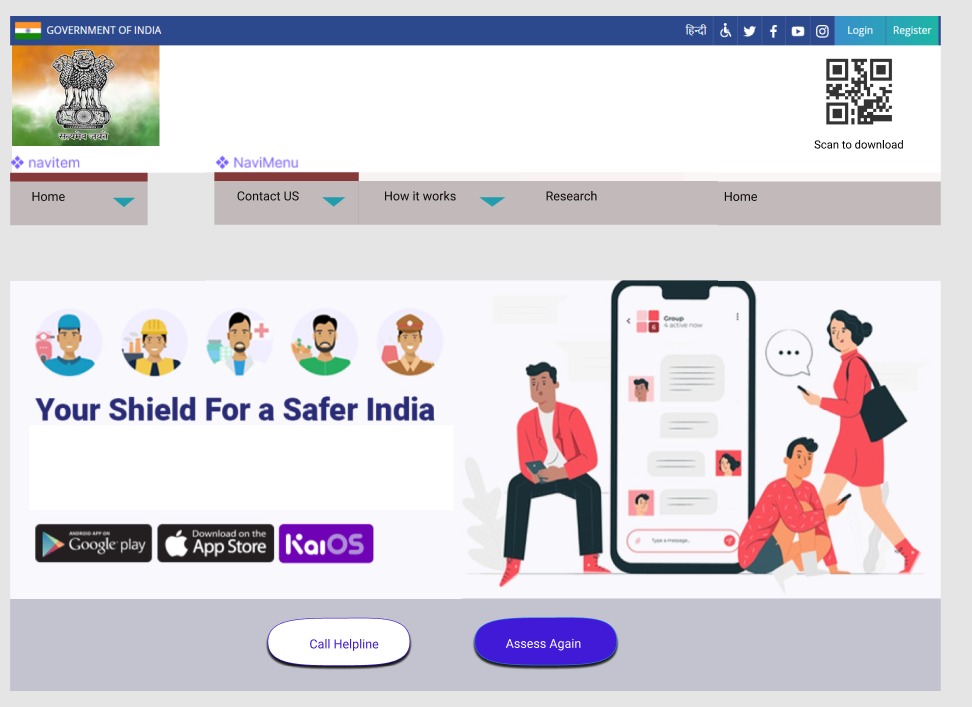 GOVERNMENT OF INDIA
हिन्दी
Login
Register
सत्यमेव जयते
Scan to download
navitem
NaviMenu
Home
Contact US
How it works
Research
Home
Group
4 active now
6
Your Shield For a Safer India
ANDROID APP ON
Google play
Download on the
App Store
KaiOS
Type a message..
Call Helpline
Assess Again